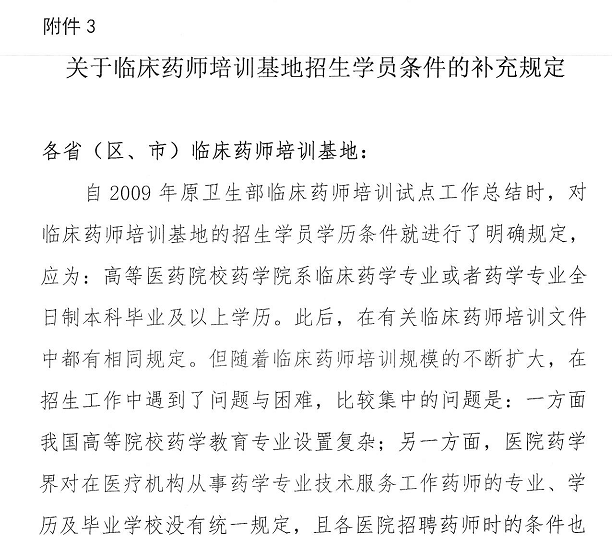 附件 3
关于临床药师培训基地招生学员条件的补充规定
各省（区、市）临床药师培训基地：
自 2009 年原卫生部临床药师培训试点工作总结时，对
临床药师培训基地的招生学员学历条件就进行了明确规定，
应为：高等医药院校药学院系临床药学专业或者药学专业全
日制本科毕业及以上学历。此后，在有关临床药师培训文件
中都有相同规定。但随着临床药师培训规模的不断扩大，在
招生工作中遇到了问题与困难，比较集中的问题是：一方面
我国高等院校药学教育专业设置复杂；另一方面，医院药学
界对在医疗机构从事药学专业技术服务工作药师的专业、学
历及毕业学校没有统一规定，且各医院招聘药师时的条件也